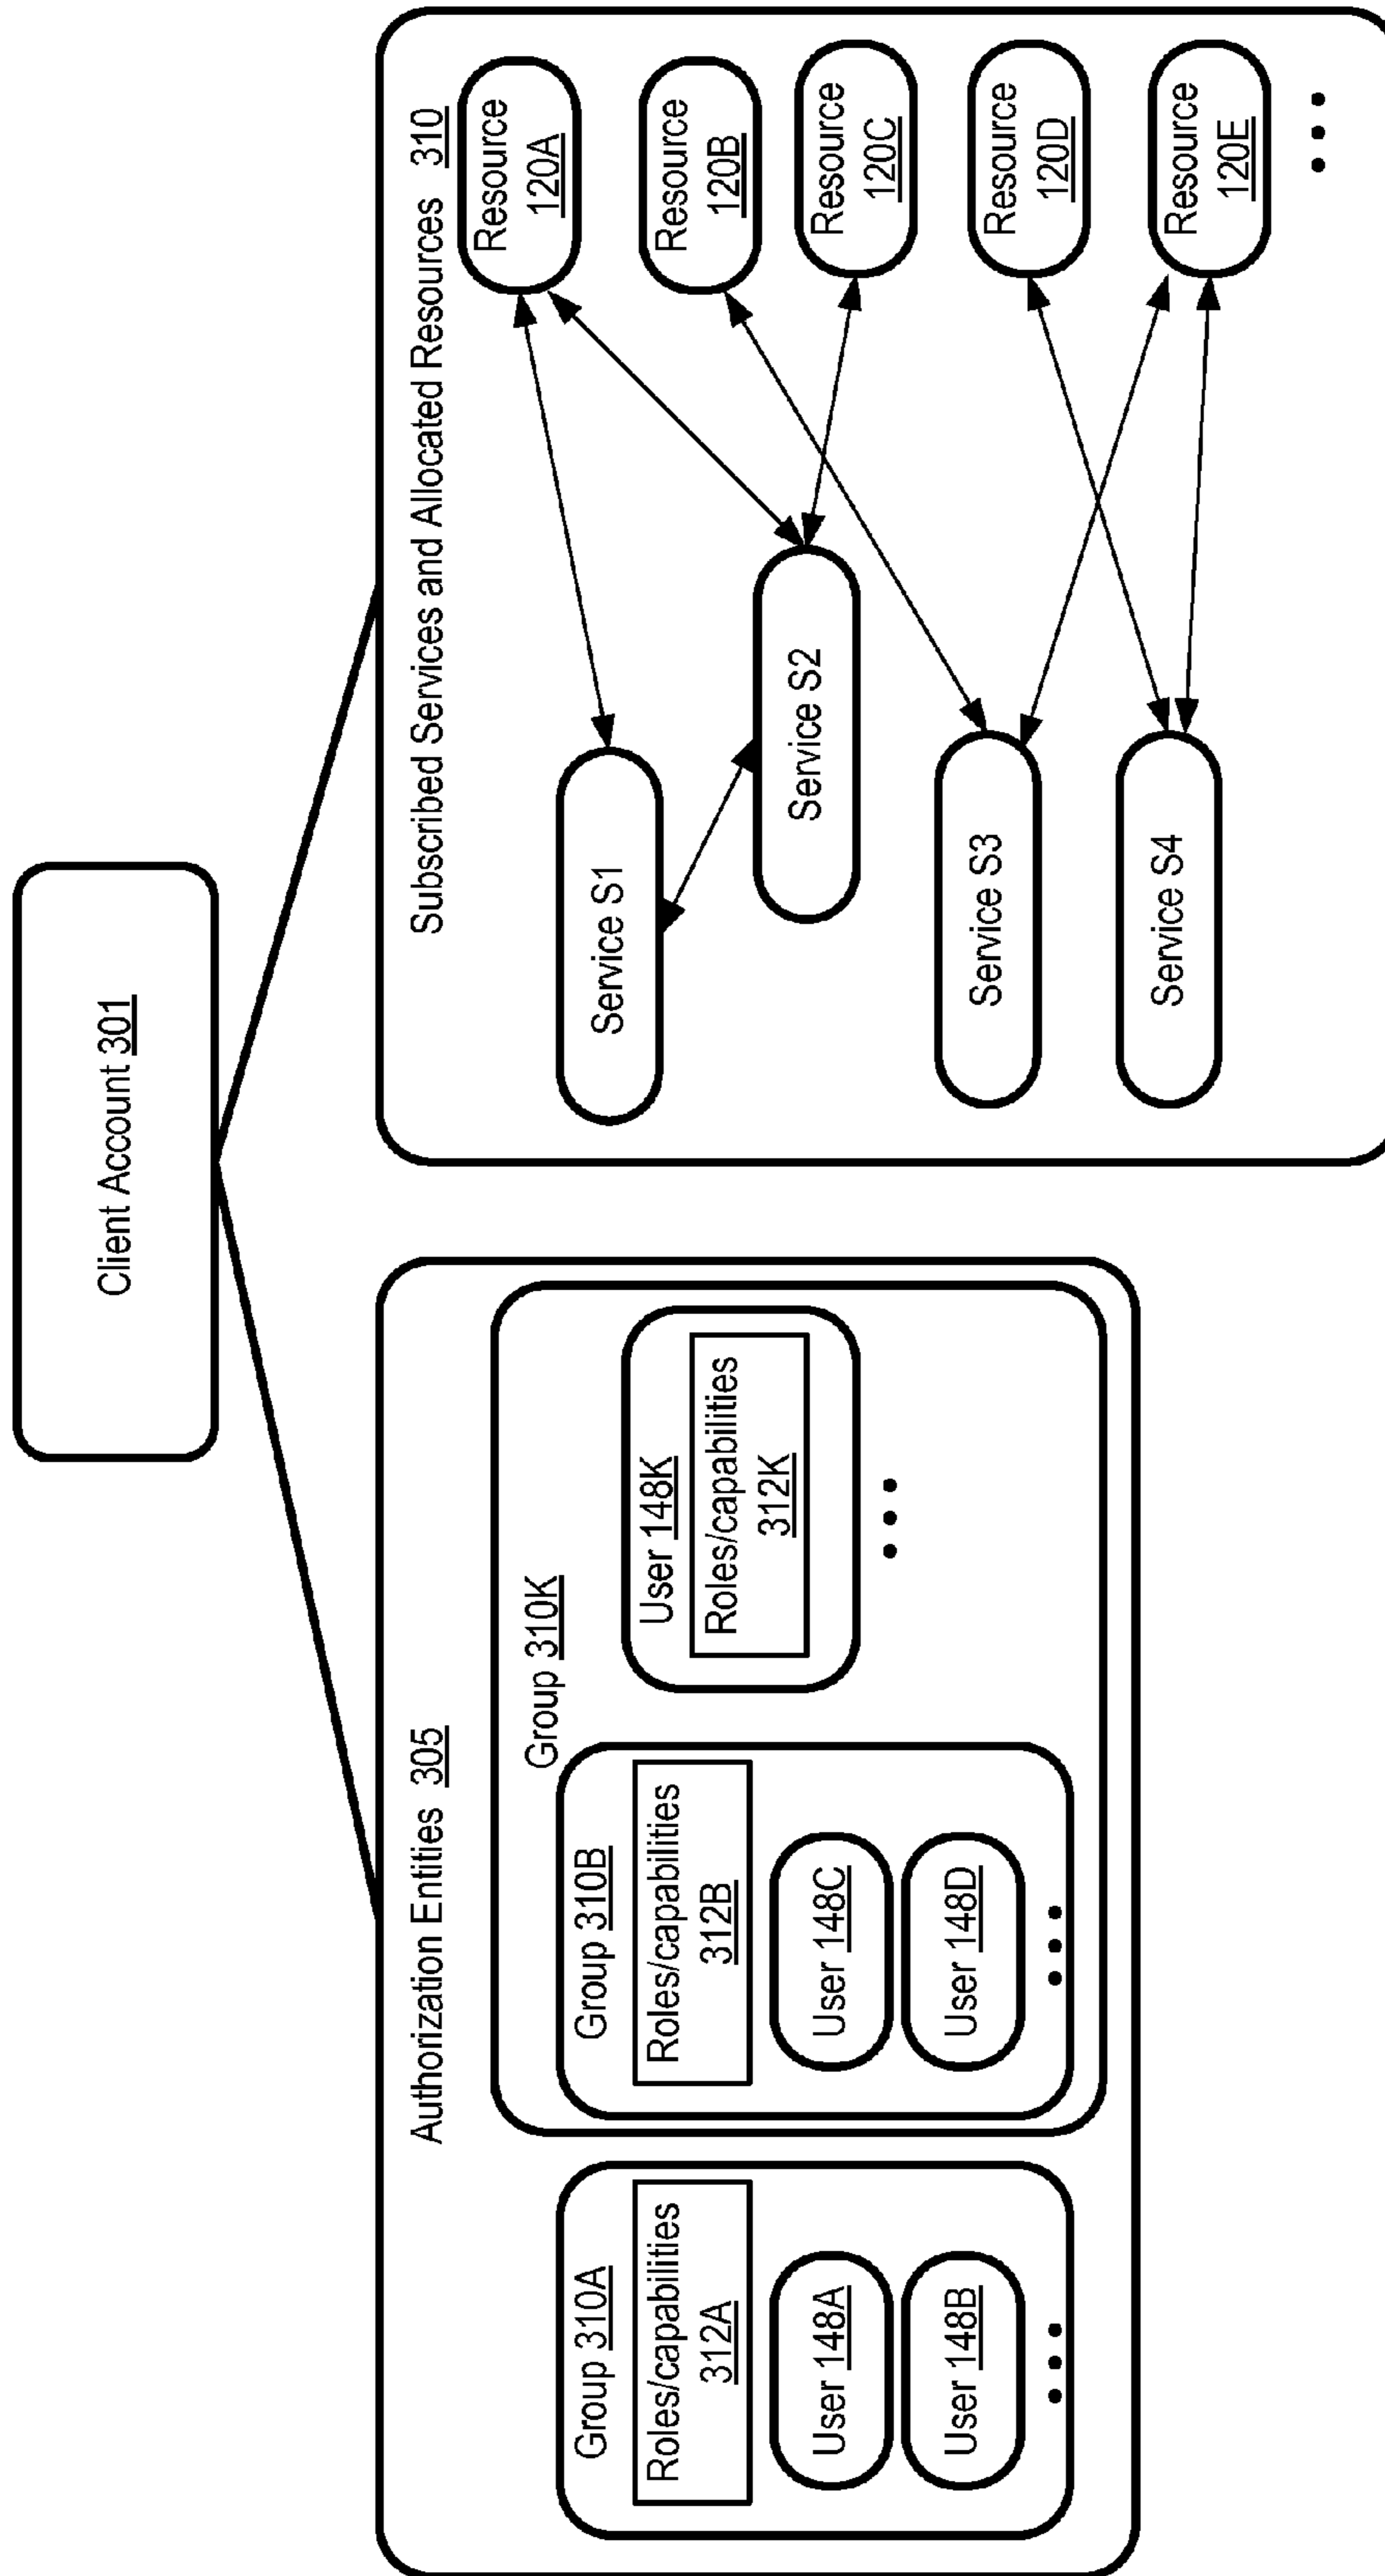 Client Account 301
Authorization Entities 305
Group 310A
Roles/capabilities
312A
User 148A
User 148B
Group 310K
Group 310B
Roles/capabilities
312B
User 148C
User 148D
User 148K
Roles/capabilities
312K
Subscribed Services and Allocated Resources 310
Service S1
Service S2
Service S3
Service S4
Resource
120A
Resource
120B
Resource
120C
Resource
120D
Resource
120E